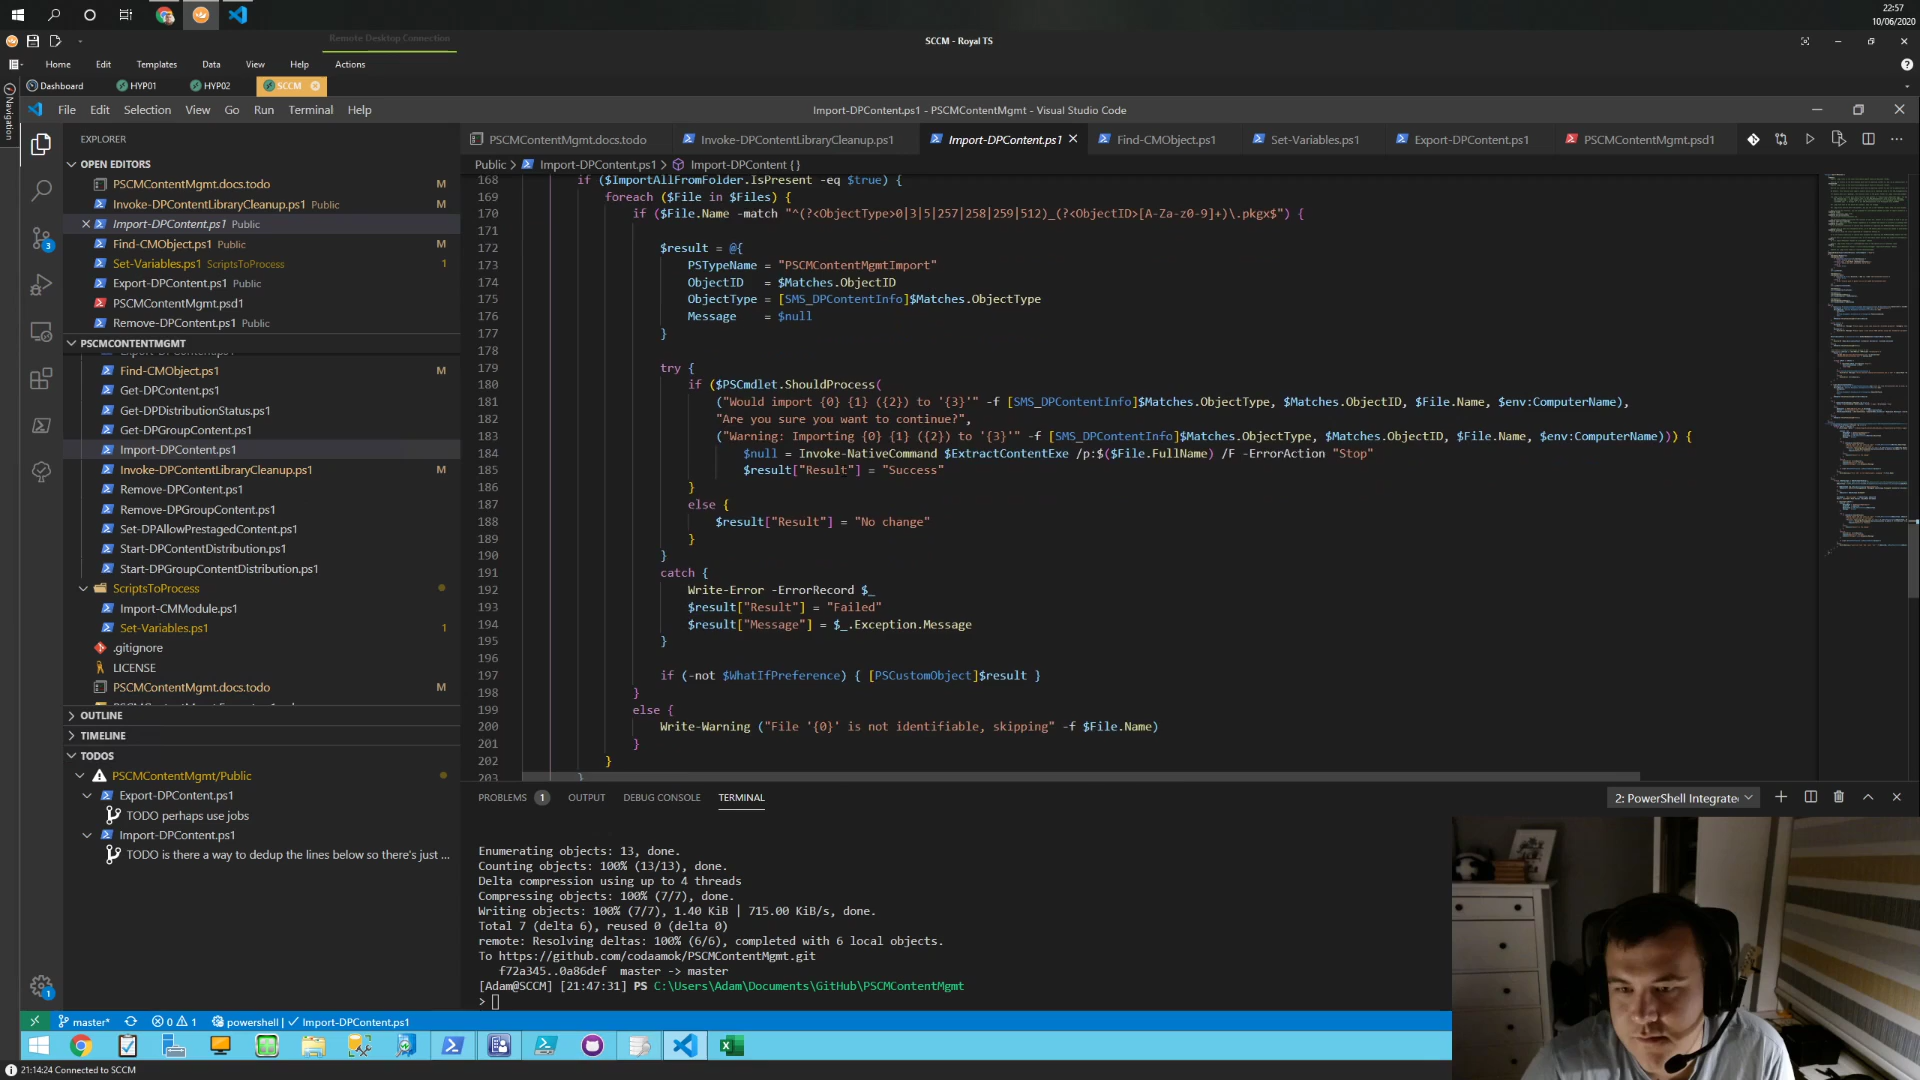 22:57
10/06/2020
Remote Desktop Connection
SCCM - Royal TS
Home Edit Templates Data View Help Actions
Dashboard HYP01 HYP02 SCCM
Navigation
File Edit Selection View Go Run Terminal Help
Import-DPContent.ps1 - PSCMContentMgmt - Visual Studio Code
EXPLORER
PSCMContentMgmt.docs.todo Invoke-DPContentLibraryCleanup.ps1 Import-DPContent.ps1 Find-CMObject.ps1 Set-Variables.ps1 Export-DPContent.ps1 PSCMContentMgmt.psd1
Public > Import-DPContent.ps1 > Import-DPContent {}
OPEN EDITORS
PSCMContentMgmt.docs.todo M
Invoke-DPContentLibraryCleanup.ps1 Public M
Import-DPContent.ps1 Public
Find-CMObject.ps1 Public M
Set-Variables.ps1 ScriptsToProcess 1
Export-DPContent.ps1 Public
PSCMContentMgmt.psd1
Remove-DPContent.ps1 Public
PSCMCONTENTMGMT
Export-DPContent.ps1
Find-CMObject.ps1 M
Get-DPContent.ps1
Get-DPDistributionStatus.ps1
Get-DPGroupContent.ps1
Import-DPContent.ps1
Invoke-DPContentLibraryCleanup.ps1 M
Remove-DPContent.ps1
Remove-DPGroupContent.ps1
Set-DPAllowPrestagedContent.ps1
Start-DPContentDistribution.ps1
Start-DPGroupContentDistribution.ps1
ScriptsToProcess
Import-CMModule.ps1
Set-Variables.ps1 1
.gitignore
LICENSE
PSCMContentMgmt.docs.todo M
OUTLINE
TIMELINE
TODOS
PSCMContentMgmt/Public
Export-DPContent.ps1
TODO perhaps use jobs
Import-DPContent.ps1
TODO is there a way to dedup the lines below so there's just ...
168 if ($ImportAllFromFolder.IsPresent -eq $true) {
169 foreach ($File in $Files) {
170 if ($File.Name -match "^(?<ObjectType>0|3|5|257|258|259|512)_(?<ObjectID>[A-Za-z0-9]+)\.pkgx$") {
171
172 $result = @{
173 PSTypeName = "PSCMContentMgmtImport"
174 ObjectID = $Matches.ObjectID
175 ObjectType = [SMS_DPContentInfo]$Matches.ObjectType
176 Message = $null
177 }
178
179 try {
180 if ($PSCmdlet.ShouldProcess(
181 ("Would import {0} {1} ({2}) to '{3}'" -f [SMS_DPContentInfo]$Matches.ObjectType, $Matches.ObjectID, $File.Name, $env:ComputerName),
182 "Are you sure you want to continue?",
183 ("Warning: Importing {0} {1} ({2}) to '{3}'" -f [SMS_DPContentInfo]$Matches.ObjectType, $Matches.ObjectID, $File.Name, $env:ComputerName))) {
184 $null = Invoke-NativeCommand $ExtractContentExe /p:$($File.FullName) /F -ErrorAction "Stop"
185 $result["Result"] = "Success"
186 }
187 else {
188 $result["Result"] = "No change"
189 }
190 }
191 catch {
192 Write-Error -ErrorRecord $_
193 $result["Result"] = "Failed"
194 $result["Message"] = $_.Exception.Message
195 }
196
197 if (-not $WhatIfPreference) { [PSCustomObject]$result }
198 }
199 else {
200 Write-Warning ("File '{0}' is not identifiable, skipping" -f $File.Name)
201 }
202 }
203 }
PROBLEMS 1 OUTPUT DEBUG CONSOLE TERMINAL
2: PowerShell Integrate
Enumerating objects: 13, done.
Counting objects: 100% (13/13), done.
Delta compression using up to 4 threads
Compressing objects: 100% (7/7), done.
Writing objects: 100% (7/7), 1.40 KiB | 715.00 KiB/s, done.
Total 7 (delta 6), reused 0 (delta 0)
remote: Resolving deltas: 100% (6/6), completed with 6 local objects.
To https://github.com/codaamok/PSCMContentMgmt.git
f72a345..0a86def master -> master
[Adam@SCCM] [21:47:31] PS C:\Users\Adam\Documents\GitHub\PSCMContentMgmt
>
master* 0 1 powershell | Import-DPContent.ps1
21:14:24 Connected to SCCM